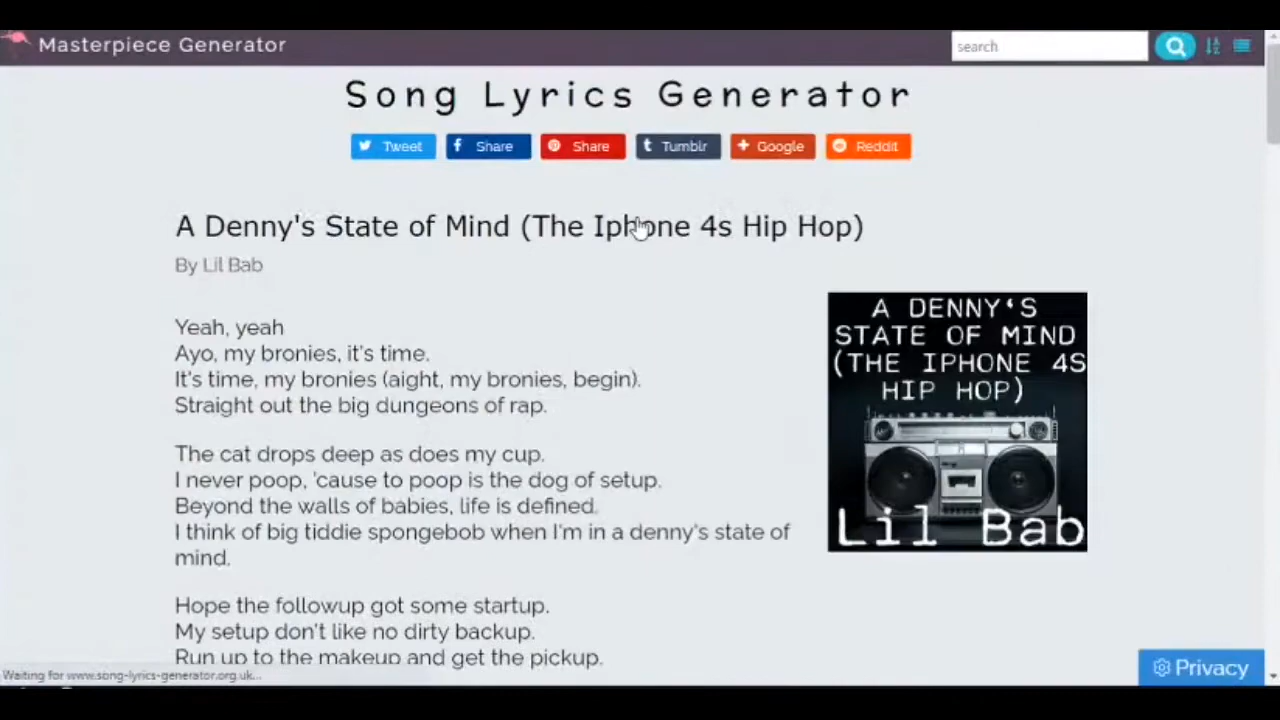 Masterpiece Generator
search
Song Lyrics Generator
Tweet
Share
Share
Tumblr
Google
Reddit
A Denny's State of Mind (The Iphone 4s Hip Hop)
By Lil Bab
Yeah, yeah
Ayo, my bronies, it's time.
It's time, my bronies (aight, my bronies, begin).
Straight out the big dungeons of rap.
The cat drops deep as does my cup.
I never poop, 'cause to poop is the dog of setup.
Beyond the walls of babies, life is defined.
I think of big tiddie spongebob when I'm in a denny's state of
mind.
Hope the followup got some startup.
My setup don't like no dirty backup.
Run up to the makeup and get the pickup.
A DENNY'S
STATE OF MIND
(THE IPHONE 4S
HIP HOP)
Lil Bab
Waiting for www.song-lyrics-generator.org.uk...
Privacy